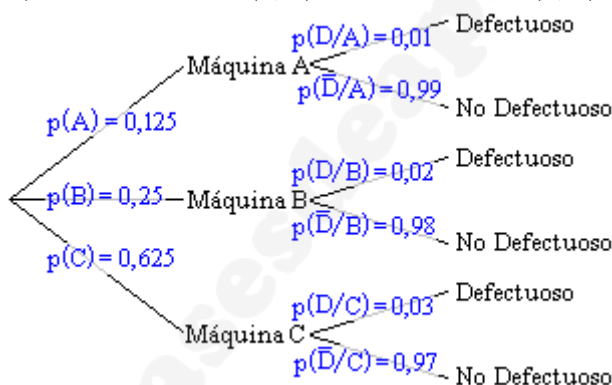 p(D/A) = 0,01
Defectuoso
Máquina A
p(D̅/A) = 0,99
No Defectuoso
p(A) = 0,125
p(D/B) = 0,02
Defectuoso
p(B) = 0,25
Máquina B
p(D̅/B) = 0,98
No Defectuoso
p(C) = 0,625
p(D/C) = 0,03
Defectuoso
Máquina C
p(D̅/C) = 0,97
No Defectuoso